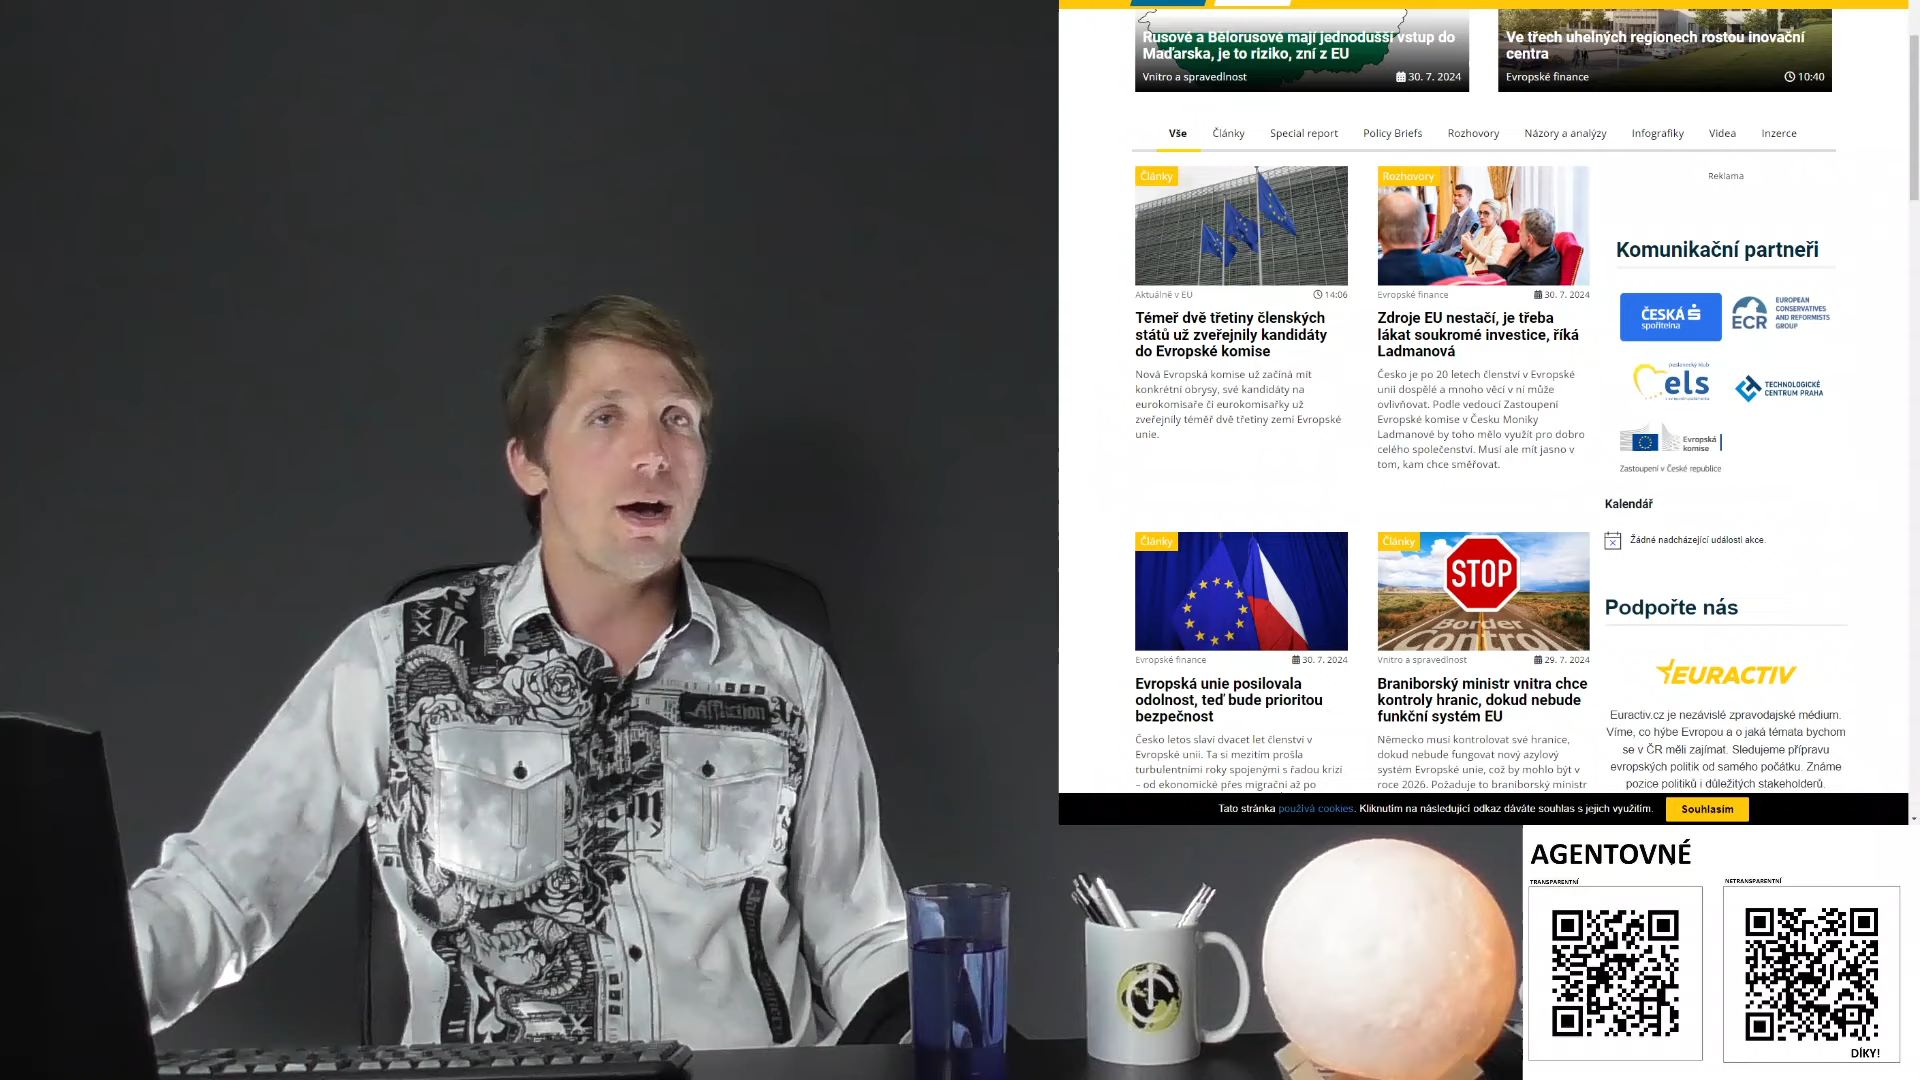 Rusové a Bělorusové mají jednodušší vstup do
Maďarska, je to riziko, zní z EU
Vnitro a spravedlnost
30. 7. 2024
Ve třech uhelných regionech rostou inovační
centra
Evropské finance
10:40
Vše
Články
Special report
Policy Briefs
Rozhovory
Názory a analýzy
Infografiky
Videa
Inzerce
Články
Aktuálně v EU
14:06
Témeř dvě třetiny členských
států už zveřejnily kandidáty
do Evropské komise
Nová Evropská komise už začíná mít
konkrétní obrysy, své kandidáty na
eurokomisaře či eurokomisařky už
zveřejnily téměř dvě třetiny zemí Evropské
unie.
Rozhovory
Evropské finance
30. 7. 2024
Zdroje EU nestačí, je třeba
lákat soukromé investice, říká
Ladmanová
Česko je po 20 letech členství v Evropské
unii dospělé a mnoho věcí v ní může
ovlivňovat. Podle vedoucí Zastoupení
Evropské komise v Česku Moniky
Ladmanové by toho mělo využít pro dobro
celého společenství. Musí ale mít jasno v
tom, kam chce směřovat.
Reklama
Komunikační partneři
ČESKÁ
spořitelna
ECR
EUROPEAN
CONSERVATIVES
AND REFORMISTS
GROUP
poslanecký klub
els
TECHNOLOGICKÉ
CENTRUM PRAHA
Evropská
komise
Zastoupení v České republice
Kalendář
Žádné nadcházející události akce.
Články
Evropské finance
30. 7. 2024
Evropská unie posilovala
odolnost, teď bude prioritou
bezpečnost
Česko letos slaví dvacet let členství v
Evropské unii. Ta si mezitím prošla
turbulentními roky spojenými s řadou krizí
– od ekonomické přes migrační až po
Články
STOP
Border
Control
Vnitro a spravedlnost
29. 7. 2024
Braniborský ministr vnitra chce
kontroly hranic, dokud nebude
funkční systém EU
Německo musí kontrolovat své hranice,
dokud nebude fungovat nový azylový
systém Evropské unie, což by mohlo být v
roce 2026. Požaduje to braniborský ministr
Podpořte nás
EURACTIV
Euractiv.cz je nezávislé zpravodajské médium.
Víme, co hýbe Evropou a o jaká témata bychom
se v ČR měli zajímat. Sledujeme přípravu
evropských politik od samého počátku. Známe
pozice politiků i důležitých stakeholderů.
Tato stránka používá cookies. Kliknutím na následující odkaz dáváte souhlas s jejich využitím.
Souhlasím
Affliction
AGENTOVNÉ
TRANSPARENTNÍ
NETRANSPARENTNÍ
DÍKY!